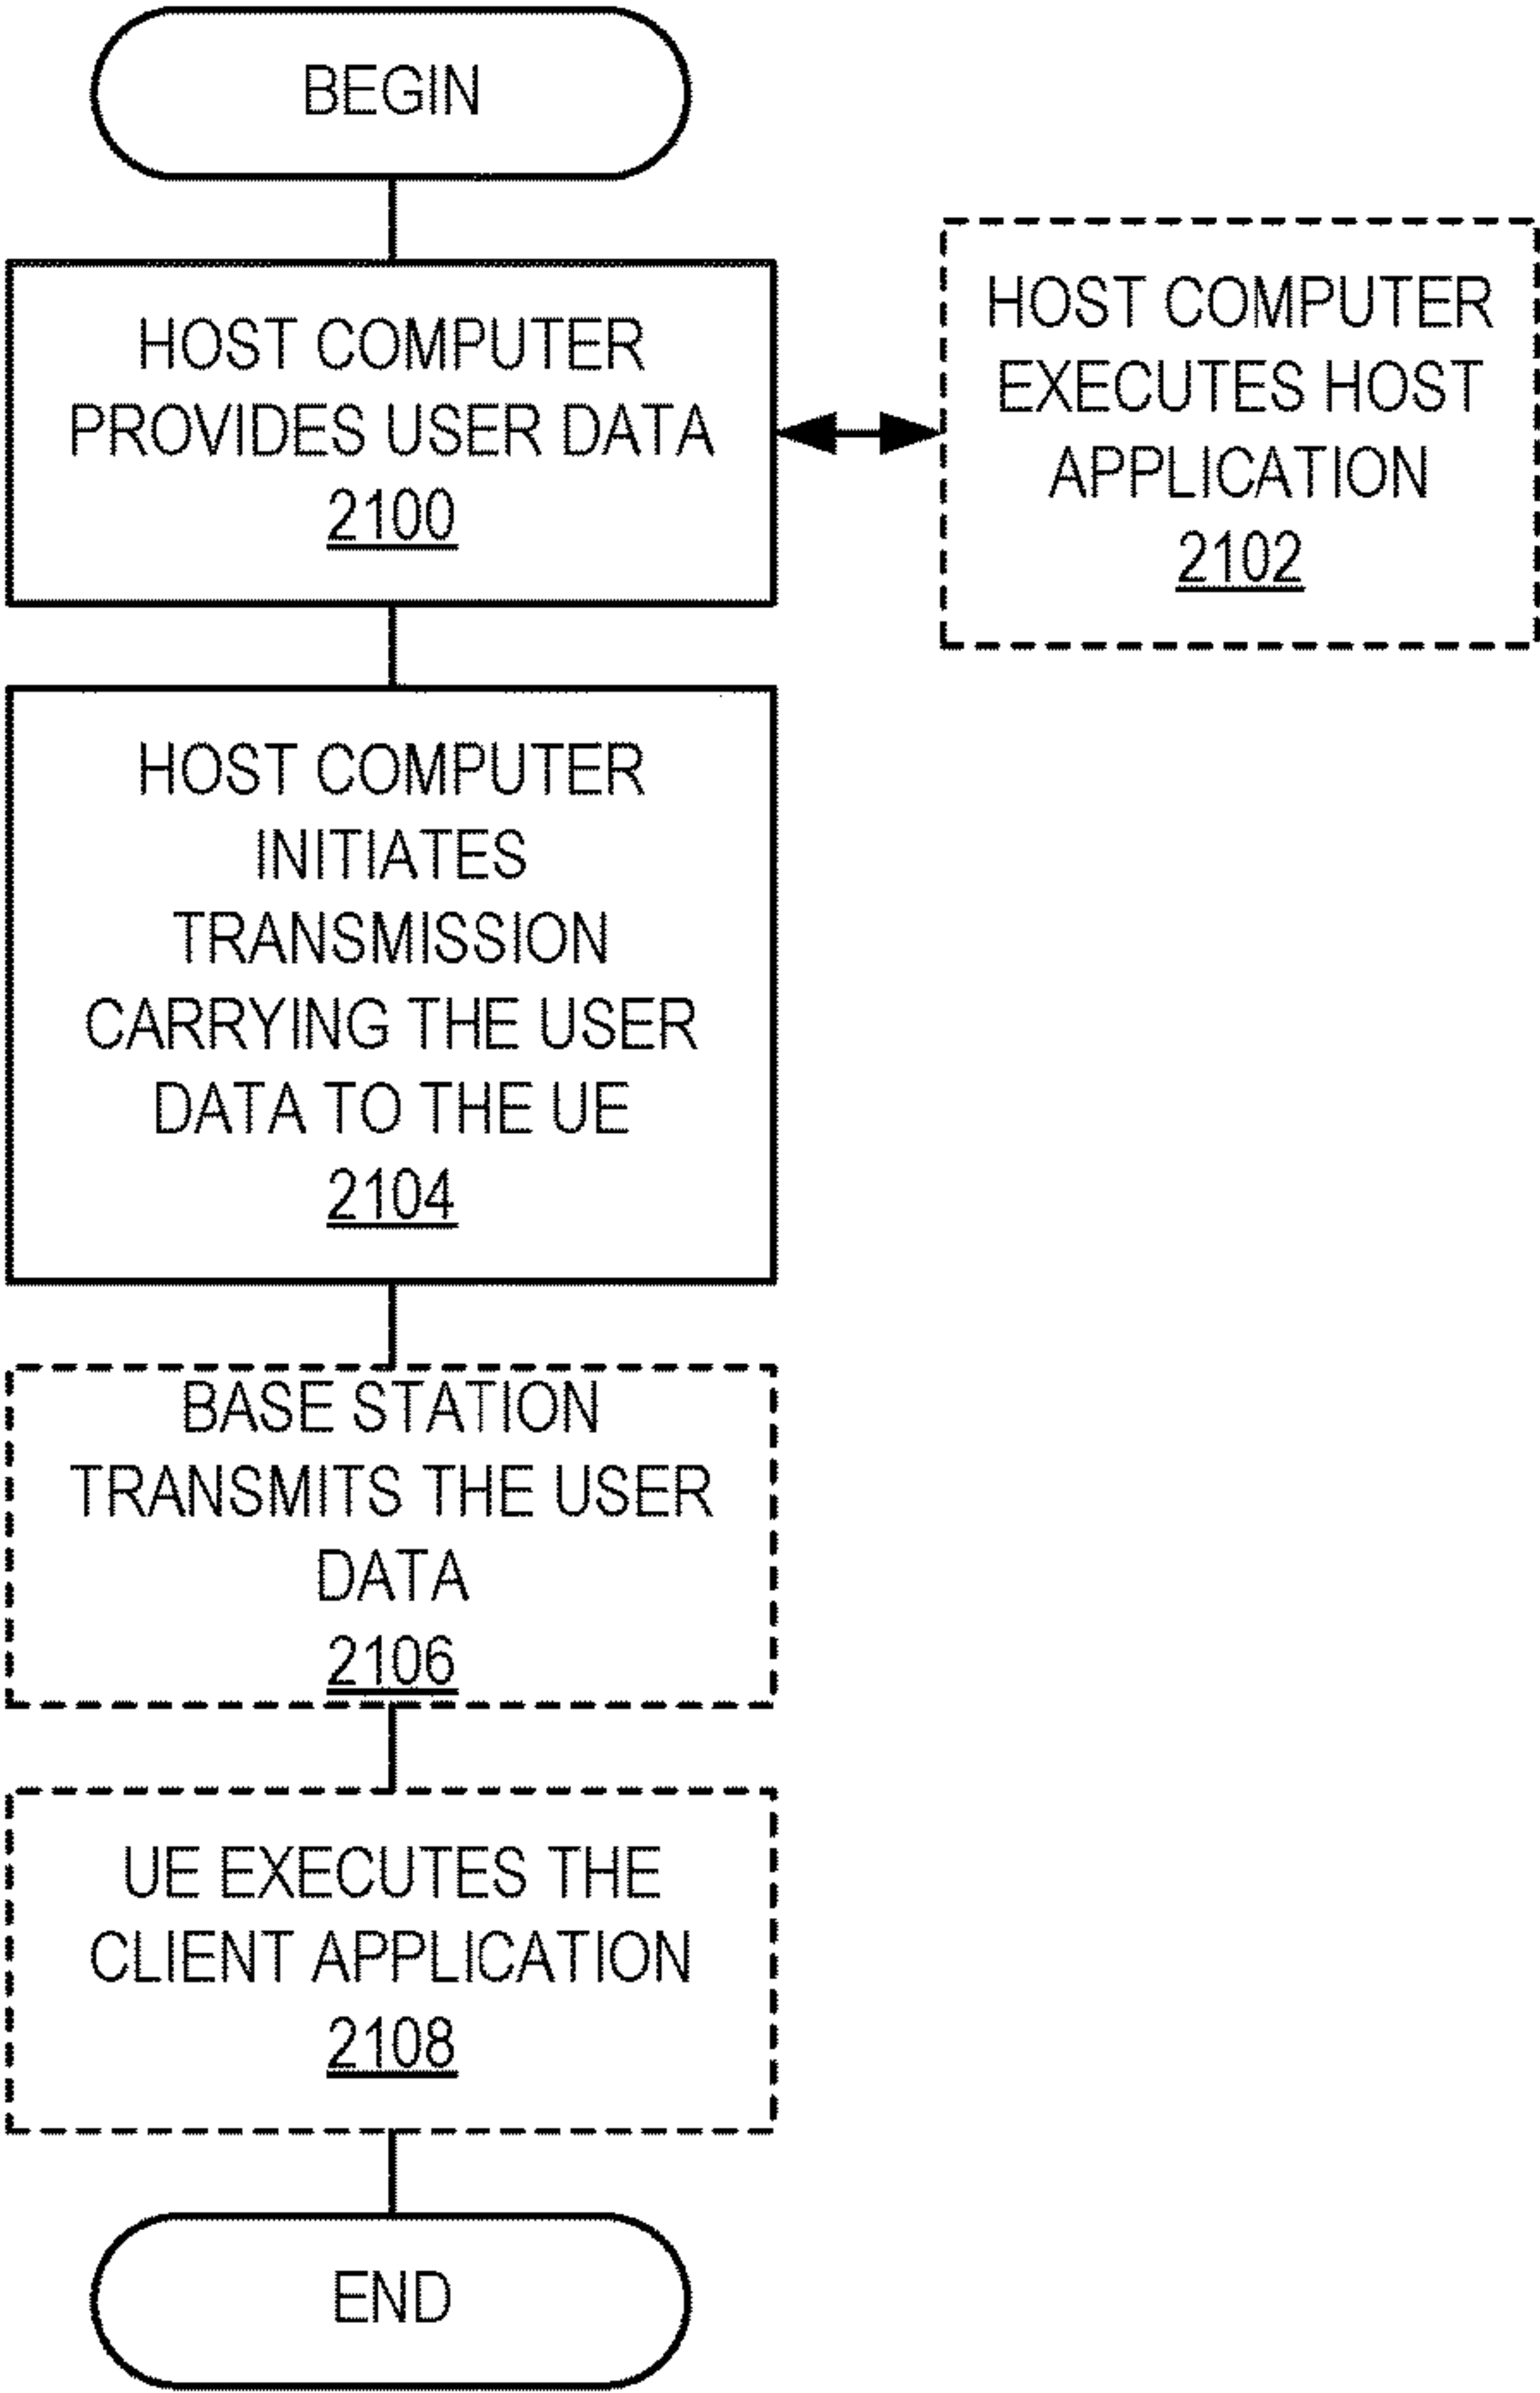 BEGIN
HOST COMPUTER
PROVIDES USER DATA
2100
HOST COMPUTER
EXECUTES HOST
APPLICATION
2102
HOST COMPUTER
INITIATES
TRANSMISSION
CARRYING THE USER
DATA TO THE UE
2104
BASE STATION
TRANSMITS THE USER
DATA
2106
UE EXECUTES THE
CLIENT APPLICATION
2108
END